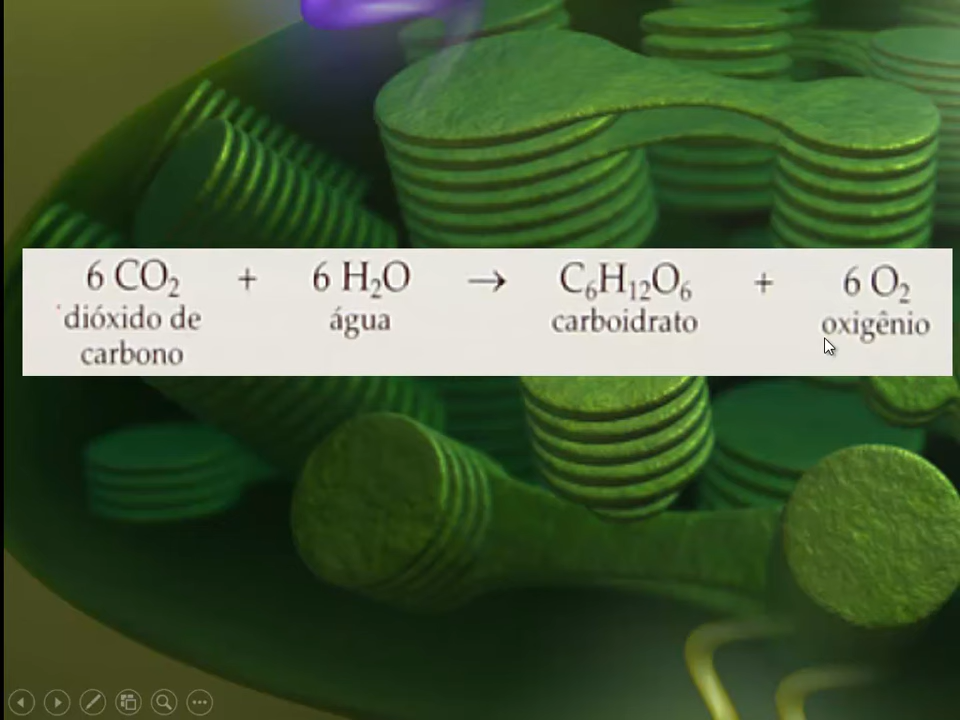 6 CO₂ + 6 H₂O → C₆H₁₂O₆ + 6 O₂
dióxido de água carboidrato oxigênio
carbono